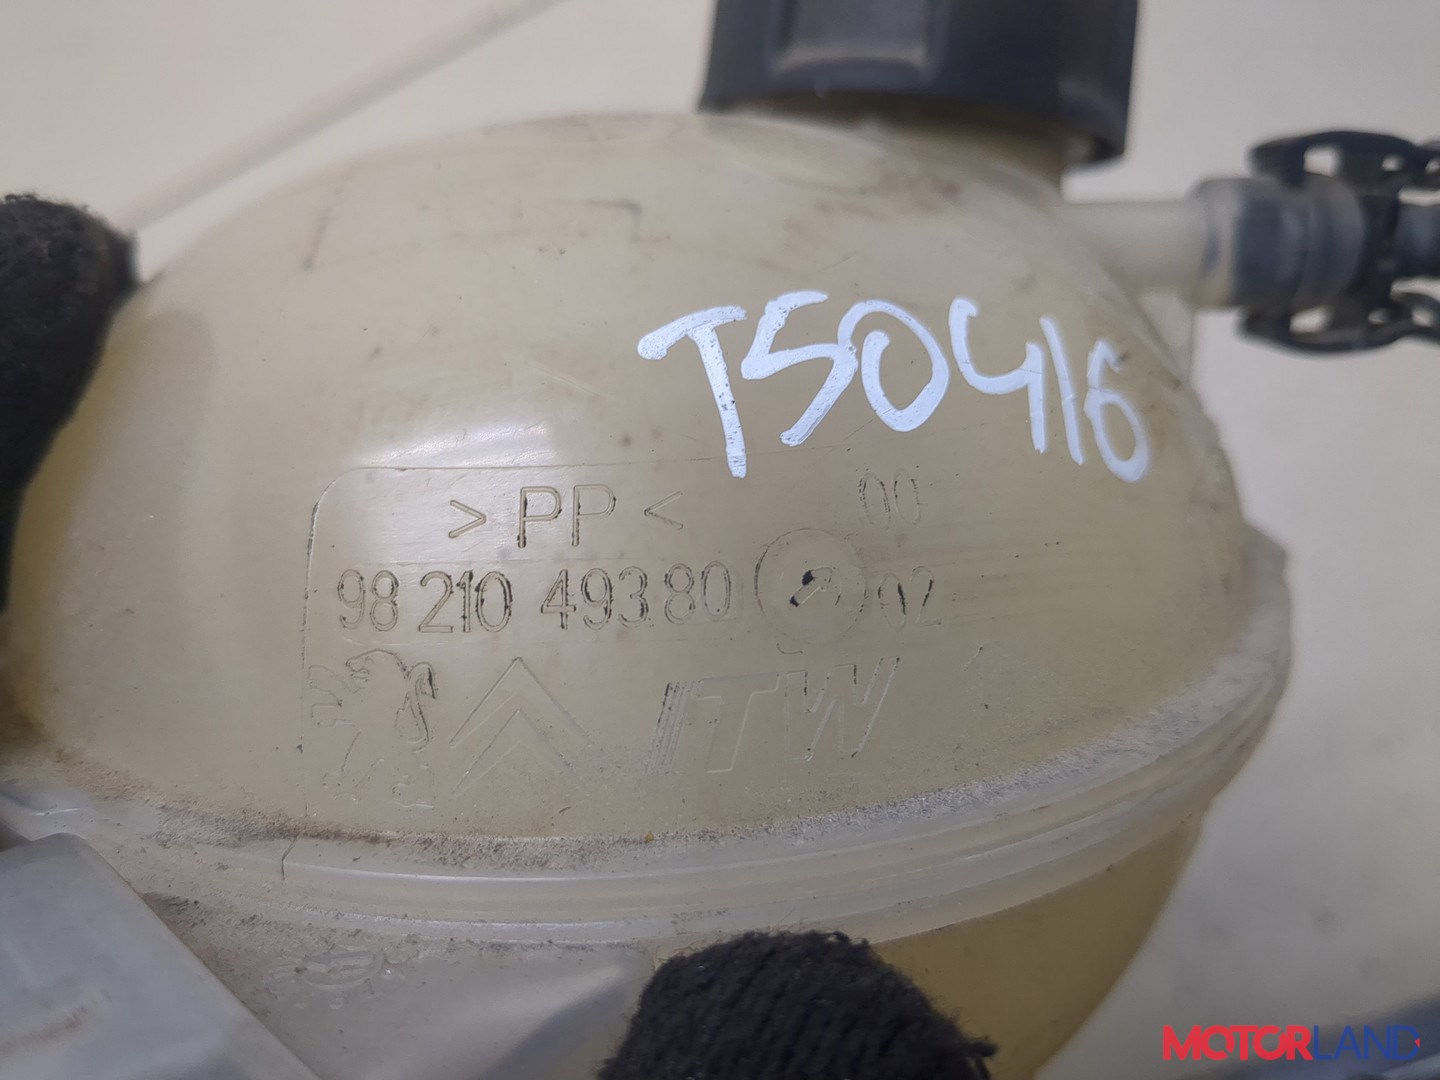 T50416
>PP<
00
98 210 493 80
02
ITW
MOTORLAND